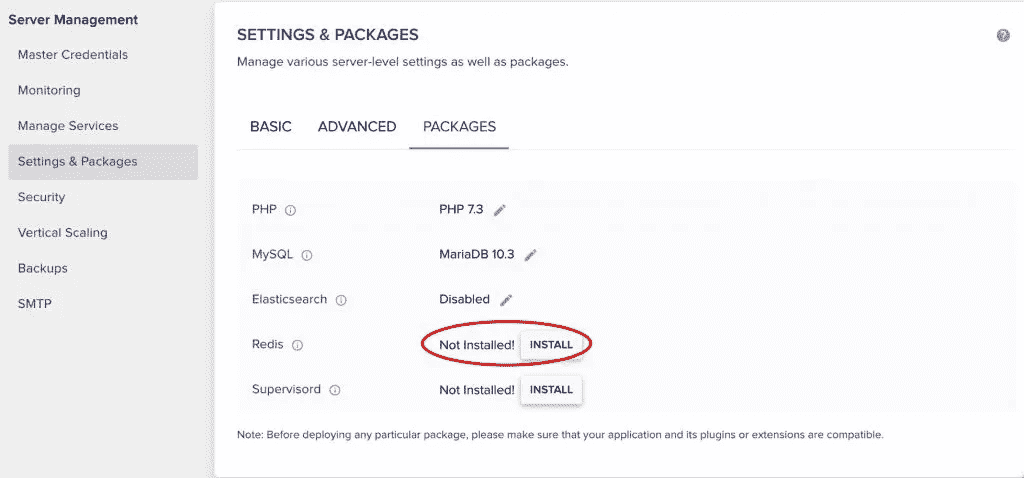 Server Management
Master Credentials
Monitoring
Manage Services
Settings & Packages
Security
Vertical Scaling
Backups
SMTP
SETTINGS & PACKAGES
Manage various server-level settings as well as packages.
BASIC ADVANCED PACKAGES
PHP PHP 7.3
MySQL MariaDB 10.3
Elasticsearch Disabled
Redis Not Installed! INSTALL
Supervisord Not Installed! INSTALL
Note: Before deploying any particular package, please make sure that your application and its plugins or extensions are compatible.